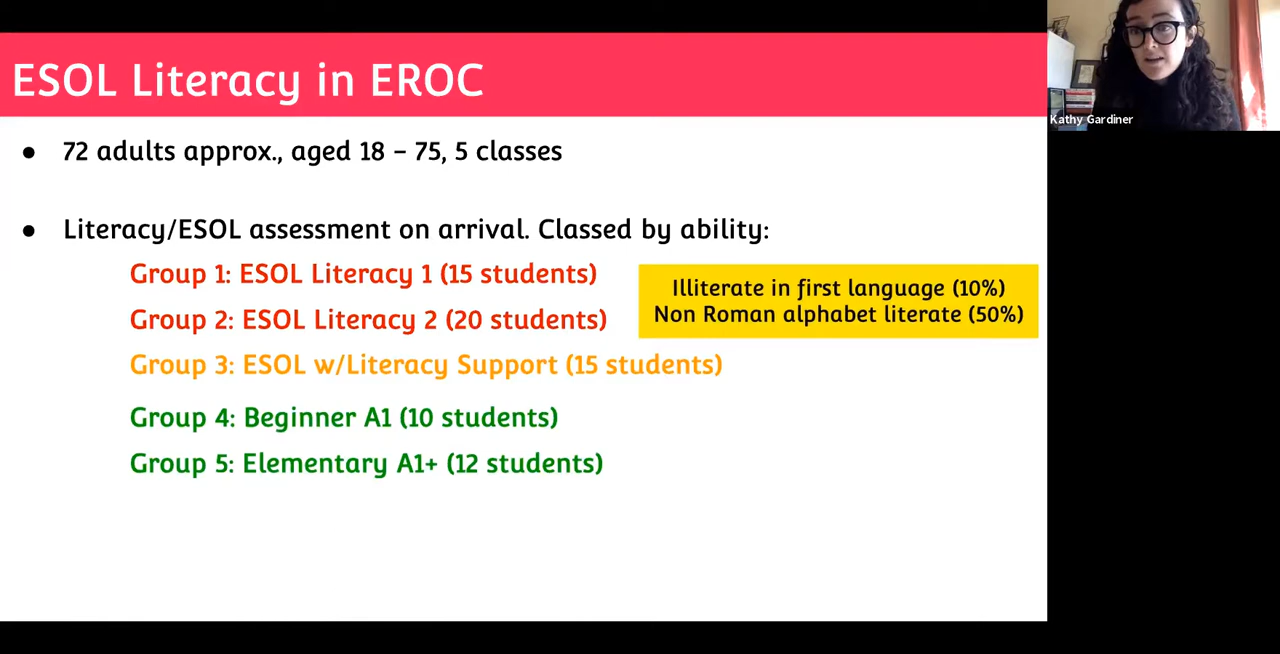 ESOL Literacy in EROC
Kathy Gardiner
● 72 adults approx., aged 18 – 75, 5 classes
● Literacy/ESOL assessment on arrival. Classed by ability:
Group 1: ESOL Literacy 1 (15 students)
Group 2: ESOL Literacy 2 (20 students)
Illiterate in first language (10%)
Non Roman alphabet literate (50%)
Group 3: ESOL w/Literacy Support (15 students)
Group 4: Beginner A1 (10 students)
Group 5: Elementary A1+ (12 students)